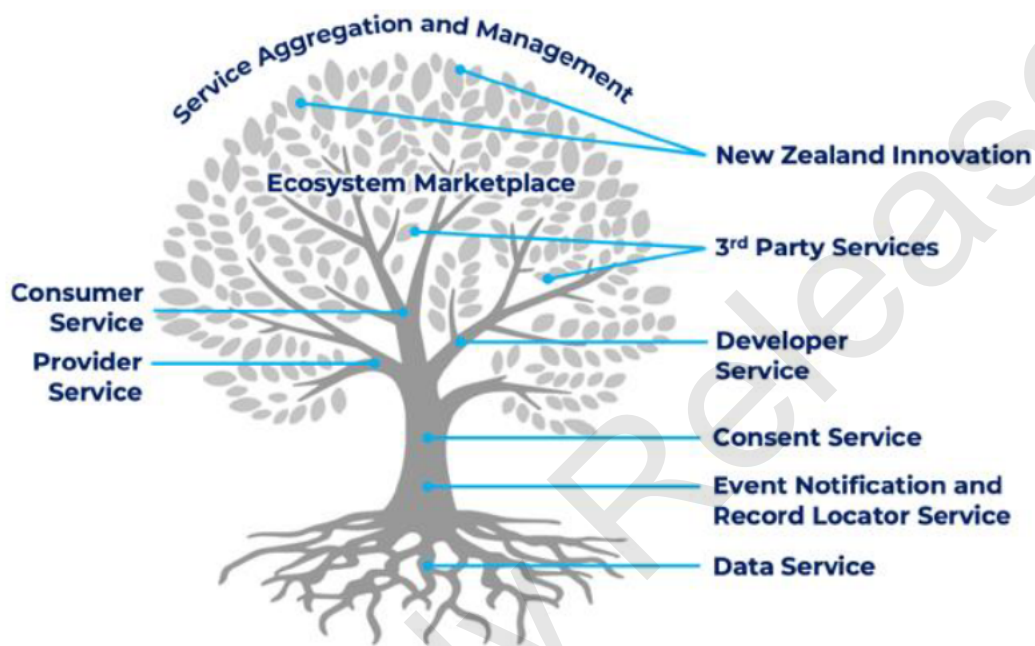 Service Aggregation and Management
New Zealand Innovation
Ecosystem Marketplace
3rd Party Services
Consumer
Service
Provider
Service
Developer
Service
Consent Service
Event Notification and
Record Locator Service
Data Service
Release